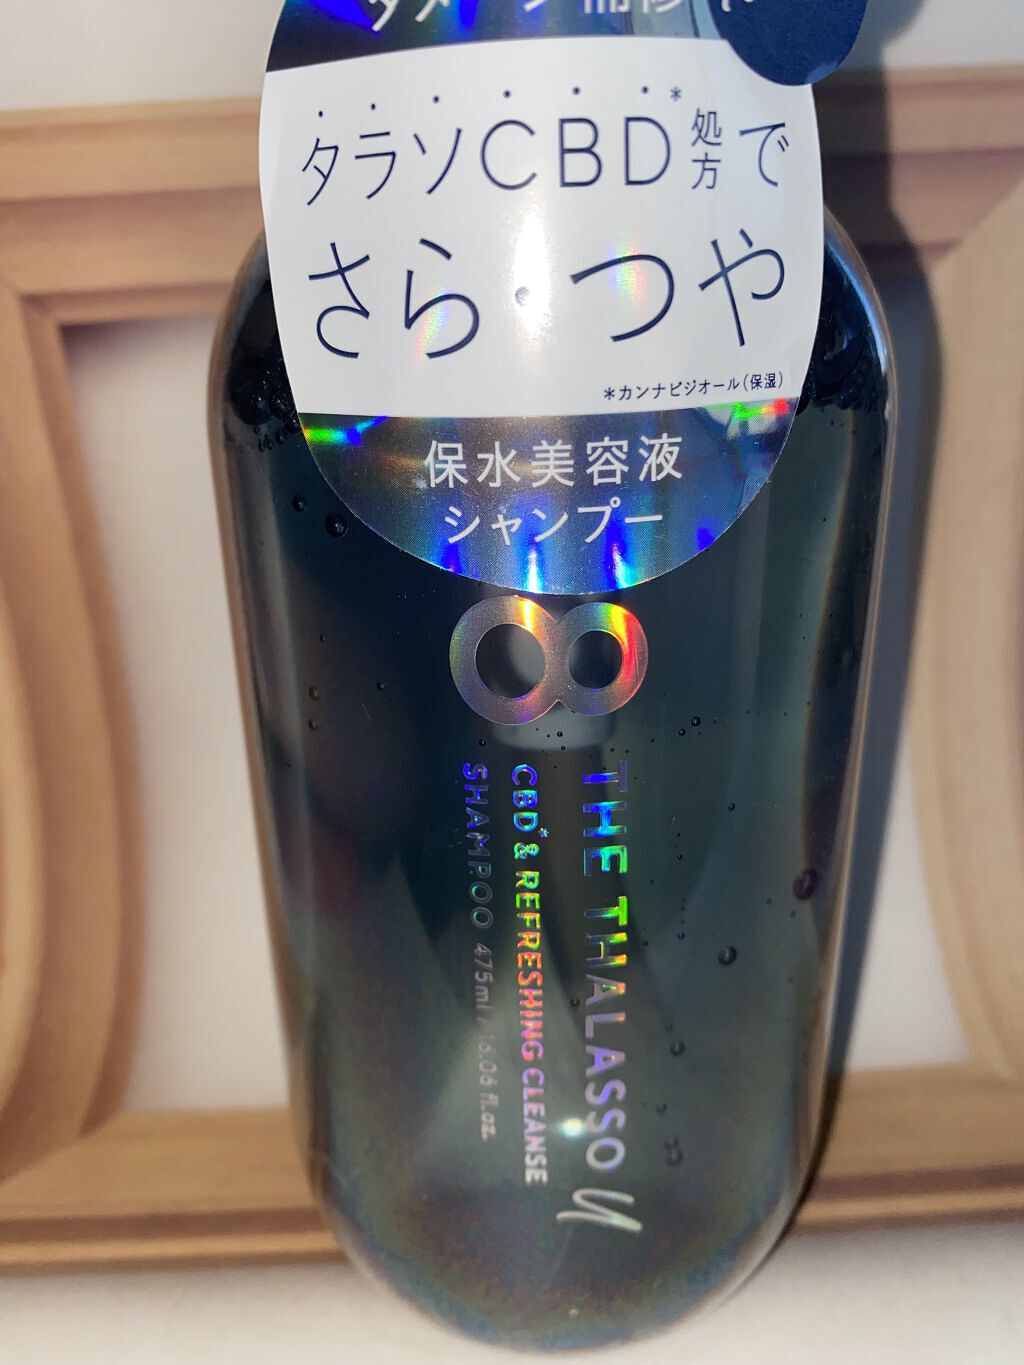 タラソCBD*処方で
さら・つや
*カンナビジオール(保湿)
保水美容液
シャンプー
8
THE THALASSO
CBD* & REFRESHING CLEANSE
SHAMPOO 475ml / 16.06 fl.oz.